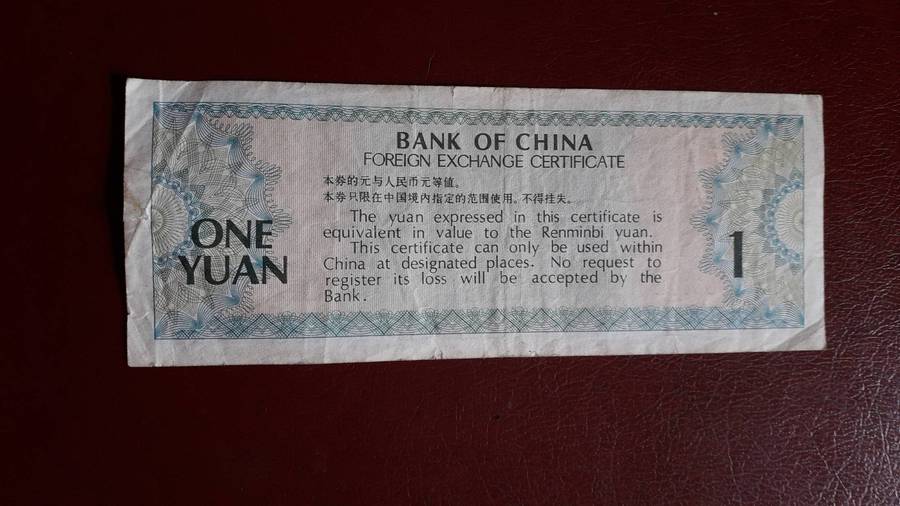 BANK OF CHINA
FOREIGN EXCHANGE CERTIFICATE
本券的元与人民币元等值。
本券只限在中国境内指定的范围使用。不得挂失。
The yuan expressed in this certificate is
equivalent in value to the Renminbi yuan.
This certificate can only be used within
China at designated places. No request to
register its loss will be accepted by the
Bank.
ONE
YUAN
1